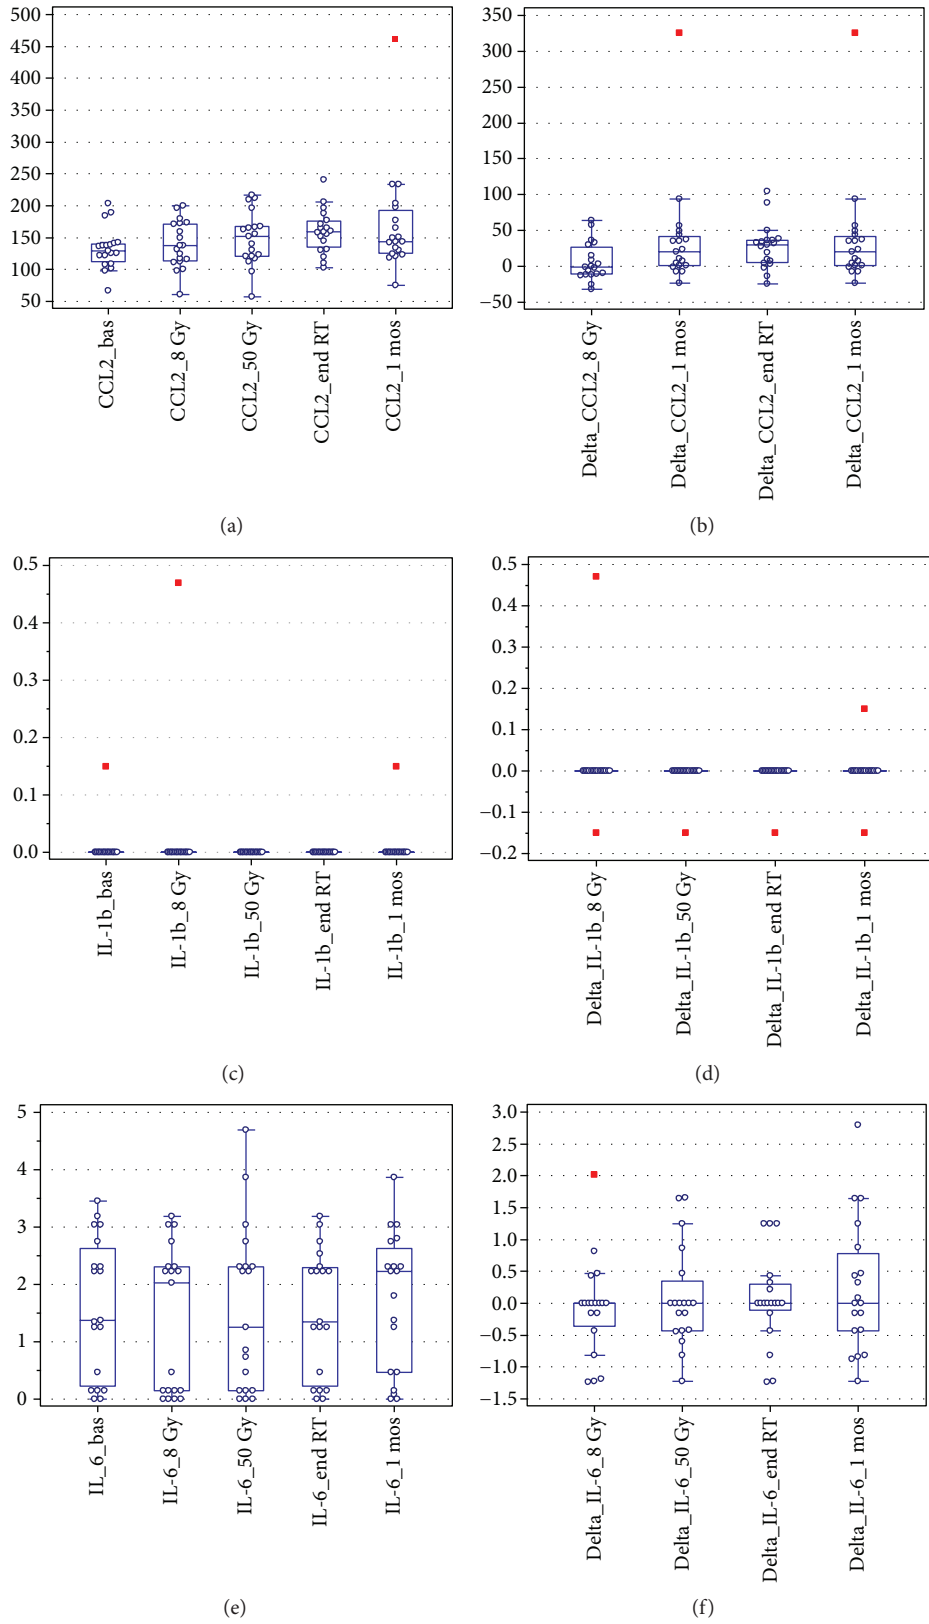 500
450
400
350
300
250
200
150
100
50
CCL2_bas
CCL2_8 Gy
CCL2_50 Gy
CCL2_end RT
CCL2_1 mos
(a)
350
300
250
200
150
100
50
0
−50
Delta_CCL2_8 Gy
Delta_CCL2_1 mos
Delta_CCL2_end RT
Delta_CCL2_1 mos
(b)
0.5
0.4
0.3
0.2
0.1
0.0
IL-1b_bas
IL-1b_8 Gy
IL-1b_50 Gy
IL-1b_end RT
IL-1b_1 mos
(c)
0.5
0.4
0.3
0.2
0.1
0.0
−0.1
−0.2
Delta_IL-1b_8 Gy
Delta_IL-1b_50 Gy
Delta_IL-1b_end RT
Delta_IL-1b_1 mos
(d)
5
4
3
2
1
0
IL_6_bas
IL-6_8 Gy
IL-6_50 Gy
IL-6_end RT
IL-6_1 mos
(e)
3.0
2.5
2.0
1.5
1.0
0.5
0.0
−0.5
−1.0
−1.5
Delta_IL-6_8 Gy
Delta_IL-6_50 Gy
Delta_IL-6_end RT
Delta_IL-6_1 mos
(f)